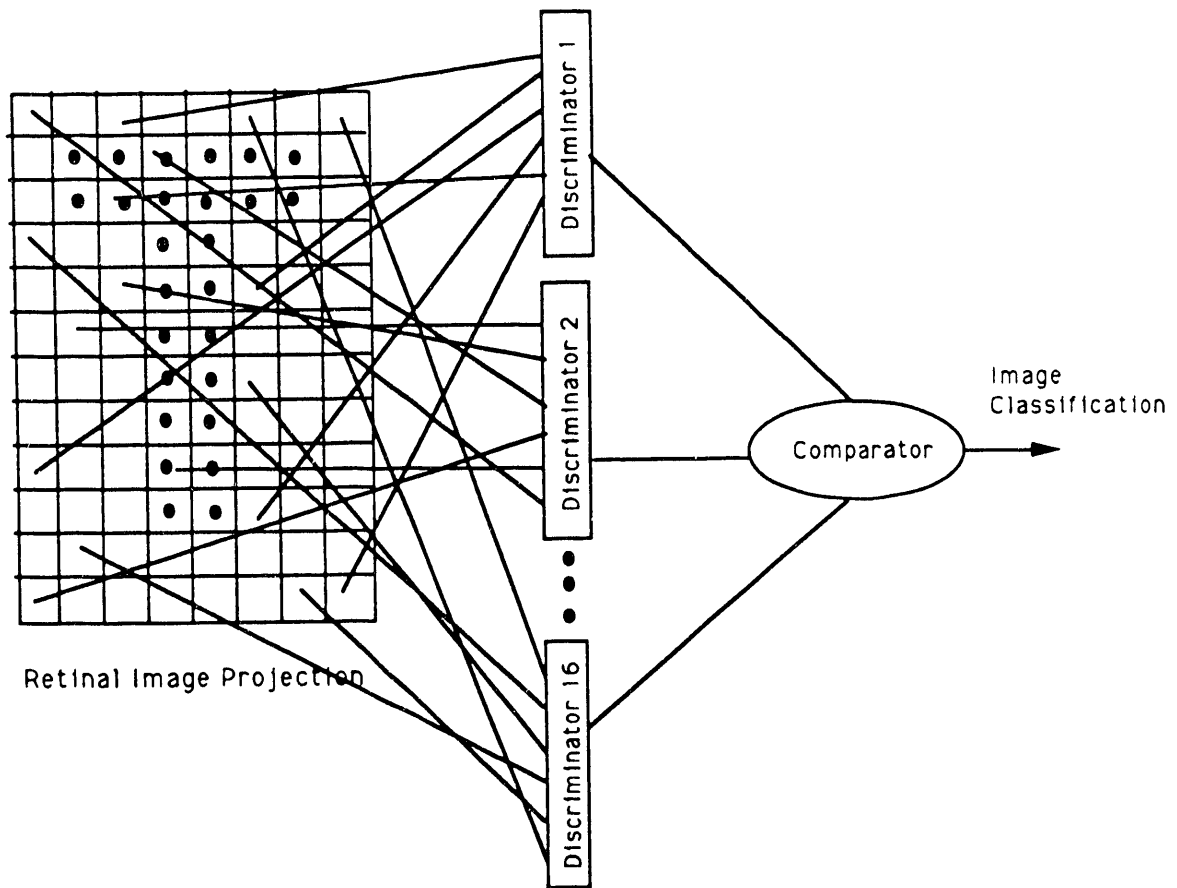 Discriminator 1
Discriminator 2
Image
Classification
Comparator
Retinal Image Projection
Discriminator 16